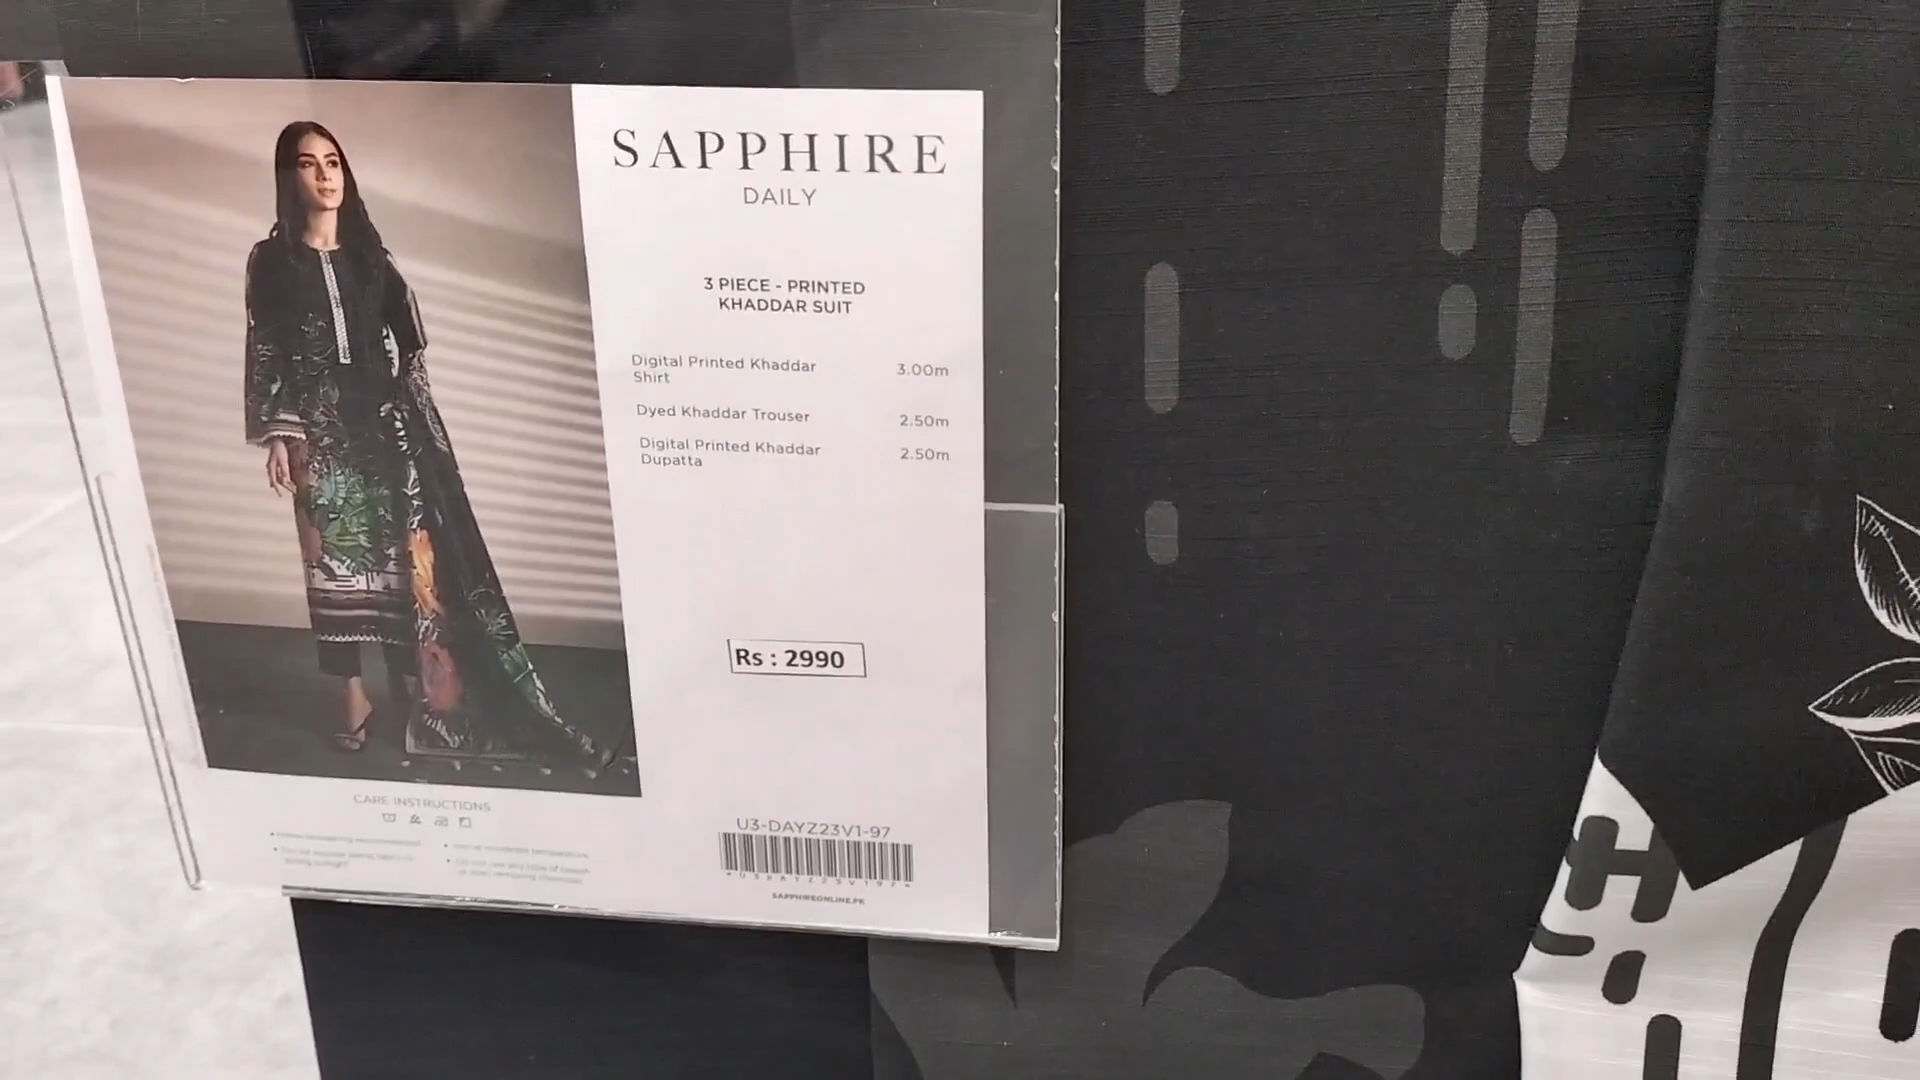 SAPPHIRE
DAILY
3 PIECE - PRINTED
KHADDAR SUIT
Digital Printed Khaddar
Shirt
3.00m
Dyed Khaddar Trouser
2.50m
Digital Printed Khaddar
Dupatta
2.50m
Rs : 2990
CARE INSTRUCTIONS
U3-DAYZ23V1-97
SAPPHIREONLINE.PK